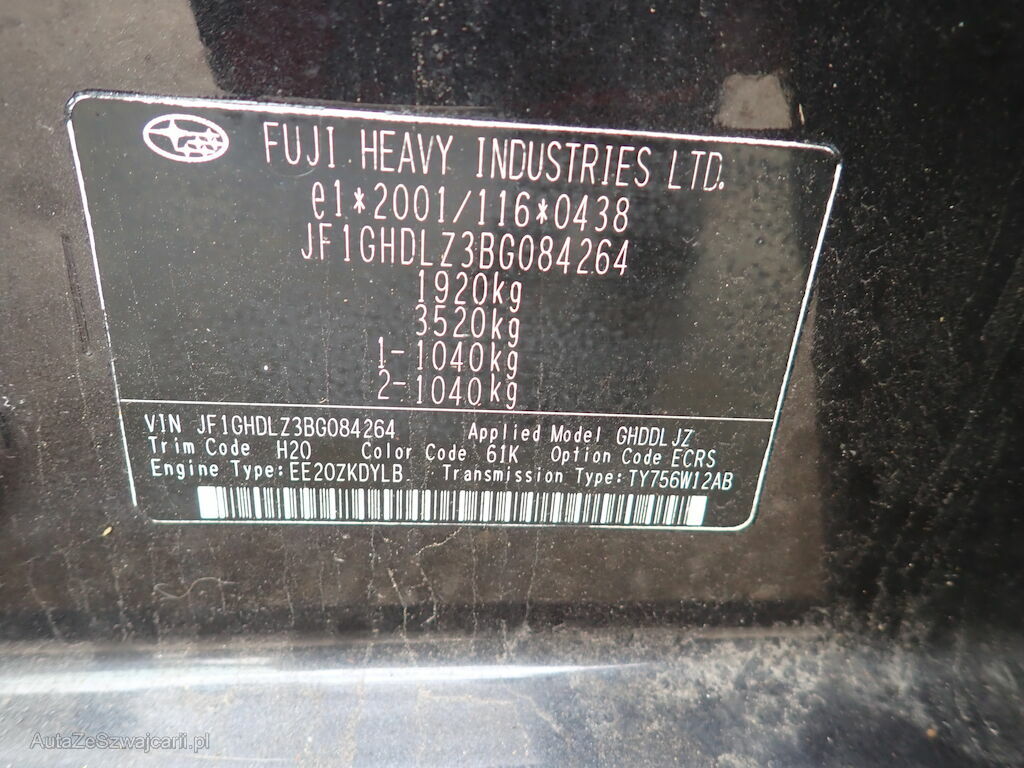 FUJI HEAVY INDUSTRIES LTD.
e1*2001/116*0438
JF1GHDLZ3BG084264
1920kg
3520kg
1-1040kg
2-1040kg
VIN JF1GHDLZ3BG084264 Applied Model GHDDLJZ
Trim Code H20 Color Code 61K Option Code ECRS
Engine Type:EE20ZKDYLB Transmission Type:TY756W12AB
AutaZeSzwajcarii.pl